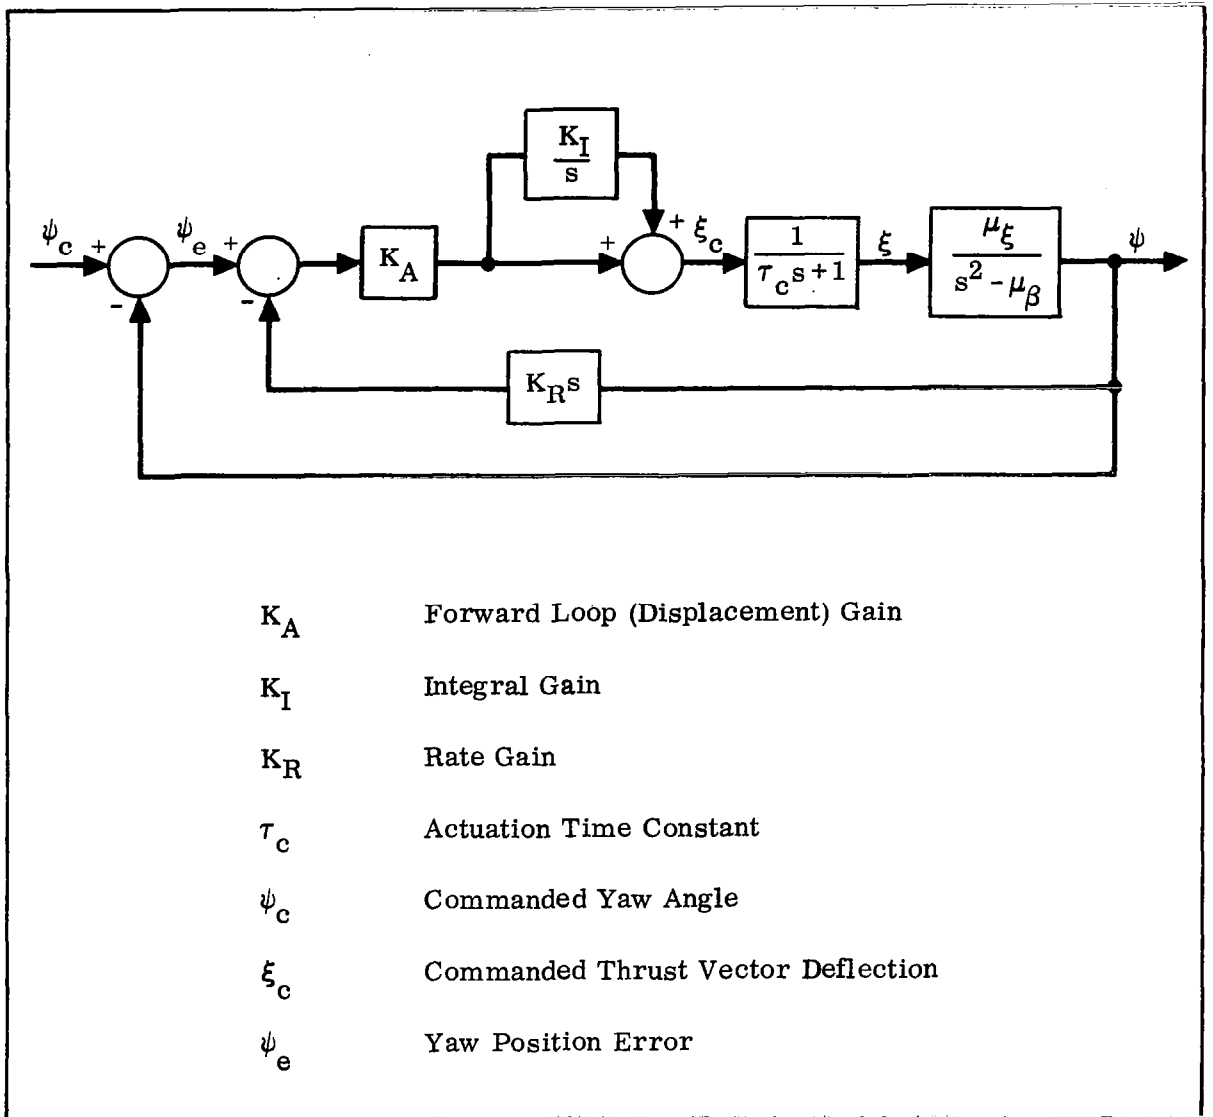 K_I
s
ψ_c + ψ_e + K_A + + ξ_c 1 ξ μ_ξ ψ
τ_c s + 1 s² - μ_β
- -
K_R s
K_A Forward Loop (Displacement) Gain
K_I Integral Gain
K_R Rate Gain
τ_c Actuation Time Constant
ψ_c Commanded Yaw Angle
ξ_c Commanded Thrust Vector Deflection
ψ_e Yaw Position Error